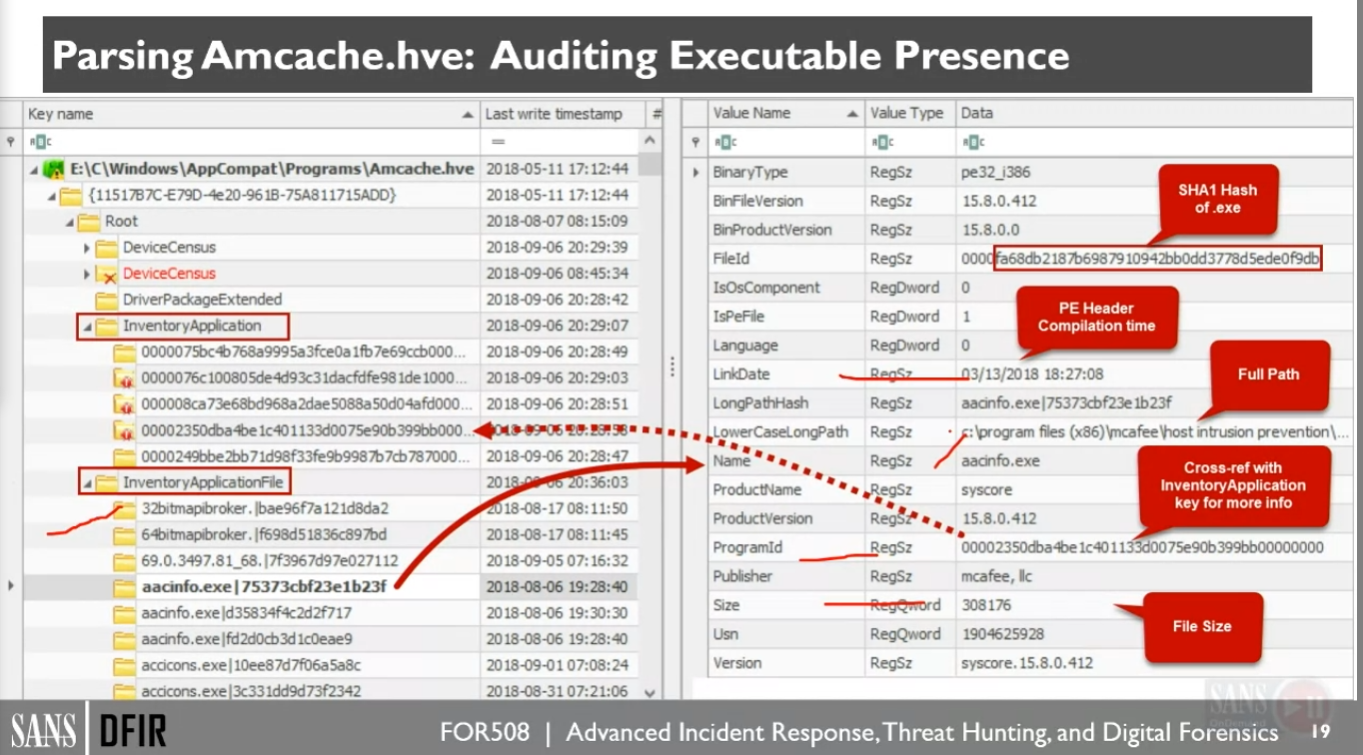 Parsing Amcache.hve: Auditing Executable Presence
Key name Last write timestamp #
E:\C\Windows\AppCompat\Programs\Amcache.hve 2018-05-11 17:12:44
{11517B7C-E79D-4e20-961B-75A811715ADD} 2018-05-11 17:12:44
Root 2018-08-07 08:15:09
DeviceCensus 2018-09-06 20:29:39
DeviceCensus 2018-09-06 08:45:34
DriverPackageExtended 2018-09-06 20:28:42
InventoryApplication 2018-09-06 20:29:07
0000075bc4b768a9995a3fce0a1fb7e69ccb000... 2018-09-06 20:28:49
0000076c100805de4d93c31dacfdfe981de1000... 2018-09-06 20:29:03
000008ca73e68bd968a2dae5088a50d04afd000... 2018-09-06 20:28:51
00002350dba4be1c401133d0075e90b399bb000... 2018-09-06 20:28:58
0000249bbe2bb71d98f33fe9b9987b7cb787000... 2018-09-06 20:28:47
InventoryApplicationFile 2018-09-06 20:36:03
32bitmapibroker.|bae96f7a121d8da2 2018-08-17 08:11:50
64bitmapibroker.|f698d51836c897bd 2018-08-17 08:11:45
69.0.3497.81_68.|7f3967d97e027112 2018-09-05 07:16:32
aacinfo.exe|75373cbf23e1b23f 2018-08-06 19:28:40
aacinfo.exe|d35834f4c2d2f717 2018-08-06 19:30:30
aacinfo.exe|fd2d0cb3d1c0eae9 2018-08-06 19:28:40
accicons.exe|10ee87d7f06a5a8c 2018-09-01 07:08:24
accicons.exe|3c331dd9d73f2342 2018-08-31 07:21:06
Value Name Value Type Data
BinaryType RegSz pe32_i386
BinFileVersion RegSz 15.8.0.412
BinProductVersion RegSz 15.8.0.0
FileId RegSz 0000fa68db2187b6987910942bb0dd3778d5ede0f9db
IsOsComponent RegDword 0
IsPeFile RegDword 1
Language RegDword 0
LinkDate RegSz 03/13/2018 18:27:08
LongPathHash RegSz aacinfo.exe|75373cbf23e1b23f
LowerCaseLongPath RegSz c:\program files (x86)\mcafee\host intrusion prevention\...
Name RegSz aacinfo.exe
ProductName RegSz syscore
ProductVersion RegSz 15.8.0.412
ProgramId RegSz 00002350dba4be1c401133d0075e90b399bb00000000
Publisher RegSz mcafee, llc
Size RegQword 308176
Usn RegQword 1904625928
Version RegSz syscore.15.8.0.412
SHA1 Hash
of .exe
PE Header
Compilation time
Full Path
Cross-ref with
InventoryApplication
key for more info
File Size
SANS
OnDemand
SANS | DFIR FOR508 | Advanced Incident Response, Threat Hunting, and Digital Forensics 19